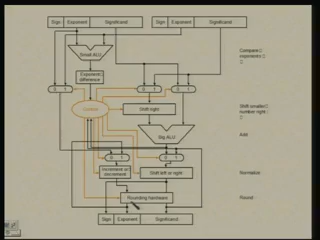 Sign Exponent Significand
Sign Exponent Significand
Small ALU
Exponent
difference
Compare
exponents
0 1
0 1
0 1
Control
Shift right
Shift smaller
number right
Big ALU
Add
0 1
0 1
Increment or
decrement
Shift left or right
Normalize
Rounding hardware
Round
Sign Exponent Significand